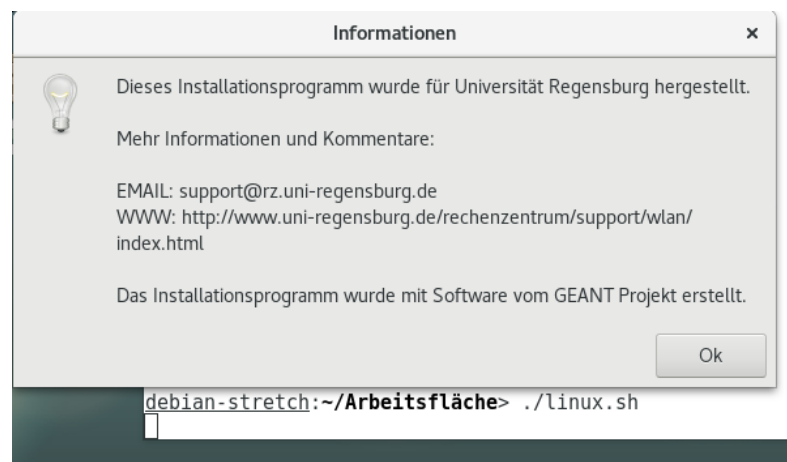 Informationen
Dieses Installationsprogramm wurde für Universität Regensburg hergestellt.
Mehr Informationen und Kommentare:
EMAIL: support@rz.uni-regensburg.de
WWW: http://www.uni-regensburg.de/rechenzentrum/support/wlan/
index.html
Das Installationsprogramm wurde mit Software vom GEANT Projekt erstellt.
Ok
debian-stretch:~/Arbeitsfläche> ./linux.sh